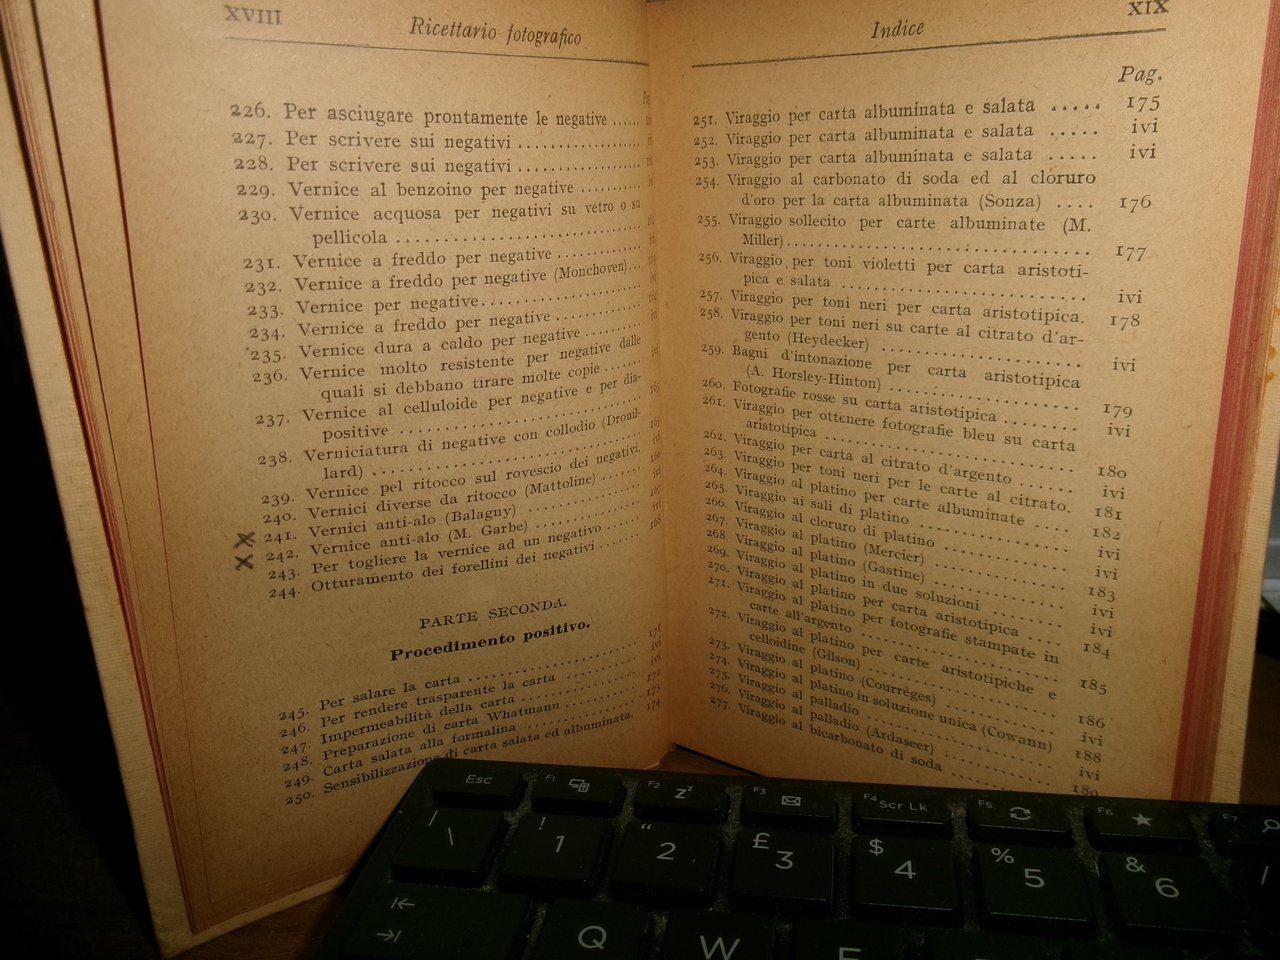 XVIII
Ricettario fotografico
226. Per asciugare prontamente le negative ......
227. Per scrivere sui negativi ..................
228. Per scrivere sui negativi ..................
229. Vernice al benzoino per negative ..........
230. Vernice acquosa per negativi su vetro o su
pellicola ..............................
231. Vernice a freddo per negative ............
232. Vernice a freddo per negative (Monchoven)...
233. Vernice per negative......................
234. Vernice a freddo per negative ............
235. Vernice dura a caldo per negative .........
236. Vernice molto resistente per negative dalle
quali si debbano tirare molte copie ......
237. Vernice al celluloide per negative e per dia-
positive ..............................
238. Verniciatura di negative con collodio (Drouil-
lard) ..................................
239. Vernice pel ritocco sul rovescio dei negativi.
240. Vernici diverse da ritocco (Mattoline) ......
241. Vernici anti-alo (Balagny) ................
242. Vernice anti-alo (M. Garbe) ..............
243. Per togliere la vernice ad un negativo ......
244. Otturamento dei forellini dei negativi ......
PARTE SECONDA.
Procedimento positivo.
245. Per salare la carta ......................
246. Per rendere trasparente la carta ..........
247. Impermeabilità della carta ................
248. Preparazione di carta Whatmann .......... 172
249. Carta salata alla formalina .............. 173
250. Sensibilizzazione di carta salata ed albuminata. 174
Indice
XIX
Pag.
251. Viraggio per carta albuminata e salata ..... 175
252. Viraggio per carta albuminata e salata ..... ivi
253. Viraggio per carta albuminata e salata ..... ivi
254. Viraggio al carbonato di soda ed al cloruro
d'oro per la carta albuminata (Sonza) .... 176
255. Viraggio sollecito per carte albuminate (M.
Miller)................................ 177
256. Viraggio per toni violetti per carta aristoti-
pica e salata .......................... ivi
257. Viraggio per toni neri per carta aristotipica. 178
258. Viraggio per toni neri su carte al citrato d'ar-
gento (Heydecker) ...................... ivi
259. Bagni d'intonazione per carta aristotipica
(A. Horsley-Hinton) .................... 179
260. Fotografie rosse su carta aristotipica ........ ivi
261. Viraggio per ottenere fotografie bleu su carta
aristotipica ............................ 180
262. Viraggio per carta al citrato d'argento ...... ivi
263. Viraggio per toni neri per le carte al citrato. 181
264. Viraggio al platino per carte albuminate .... 182
265. Viraggio ai sali di platino ................ ivi
266. Viraggio al cloruro di platino .............. ivi
267. Viraggio al platino (Mercier) .............. 183
268. Viraggio al platino (Gastine) .............. ivi
269. Viraggio al platino in due soluzioni ........ ivi
270. Viraggio al platino per carta aristotipica ....
271. Viraggio al platino per fotografie stampate in
carte all'argento ...................... 184
272. Viraggio al platino per carte aristotipiche e
celloidine (Gilson) .................... 185
273. Viraggio al platino (Courrèges) ............ 186
274. Viraggio al platino in soluzione unica (Cowann) ivi
275. Viraggio al palladio ...................... 188
276. Viraggio al palladio (Ardaseer) ............ ivi
277. Viraggio al bicarbonato di soda ............ 189
Esc F1 F2 zz F3 F4 Scr Lk F5 F6 F7
| \ ! 1 " 2 £ 3 $ 4 % 5 & 6
Q W E